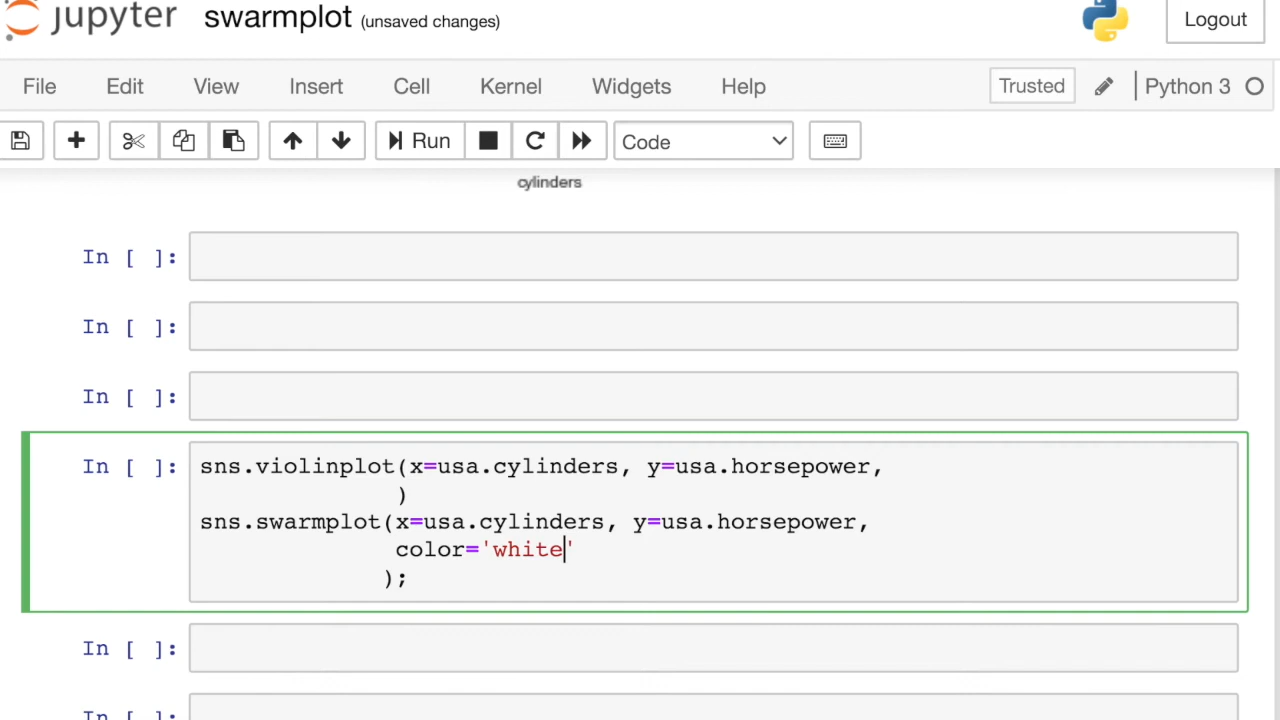 jupyter swarmplot (unsaved changes) Logout
File Edit View Insert Cell Kernel Widgets Help Trusted Python 3
Run Code
cylinders
In [ ]:
In [ ]:
In [ ]:
In [ ]: sns.violinplot(x=usa.cylinders, y=usa.horsepower,
)
sns.swarmplot(x=usa.cylinders, y=usa.horsepower,
color='white'
);
In [ ]:
In [ ]: